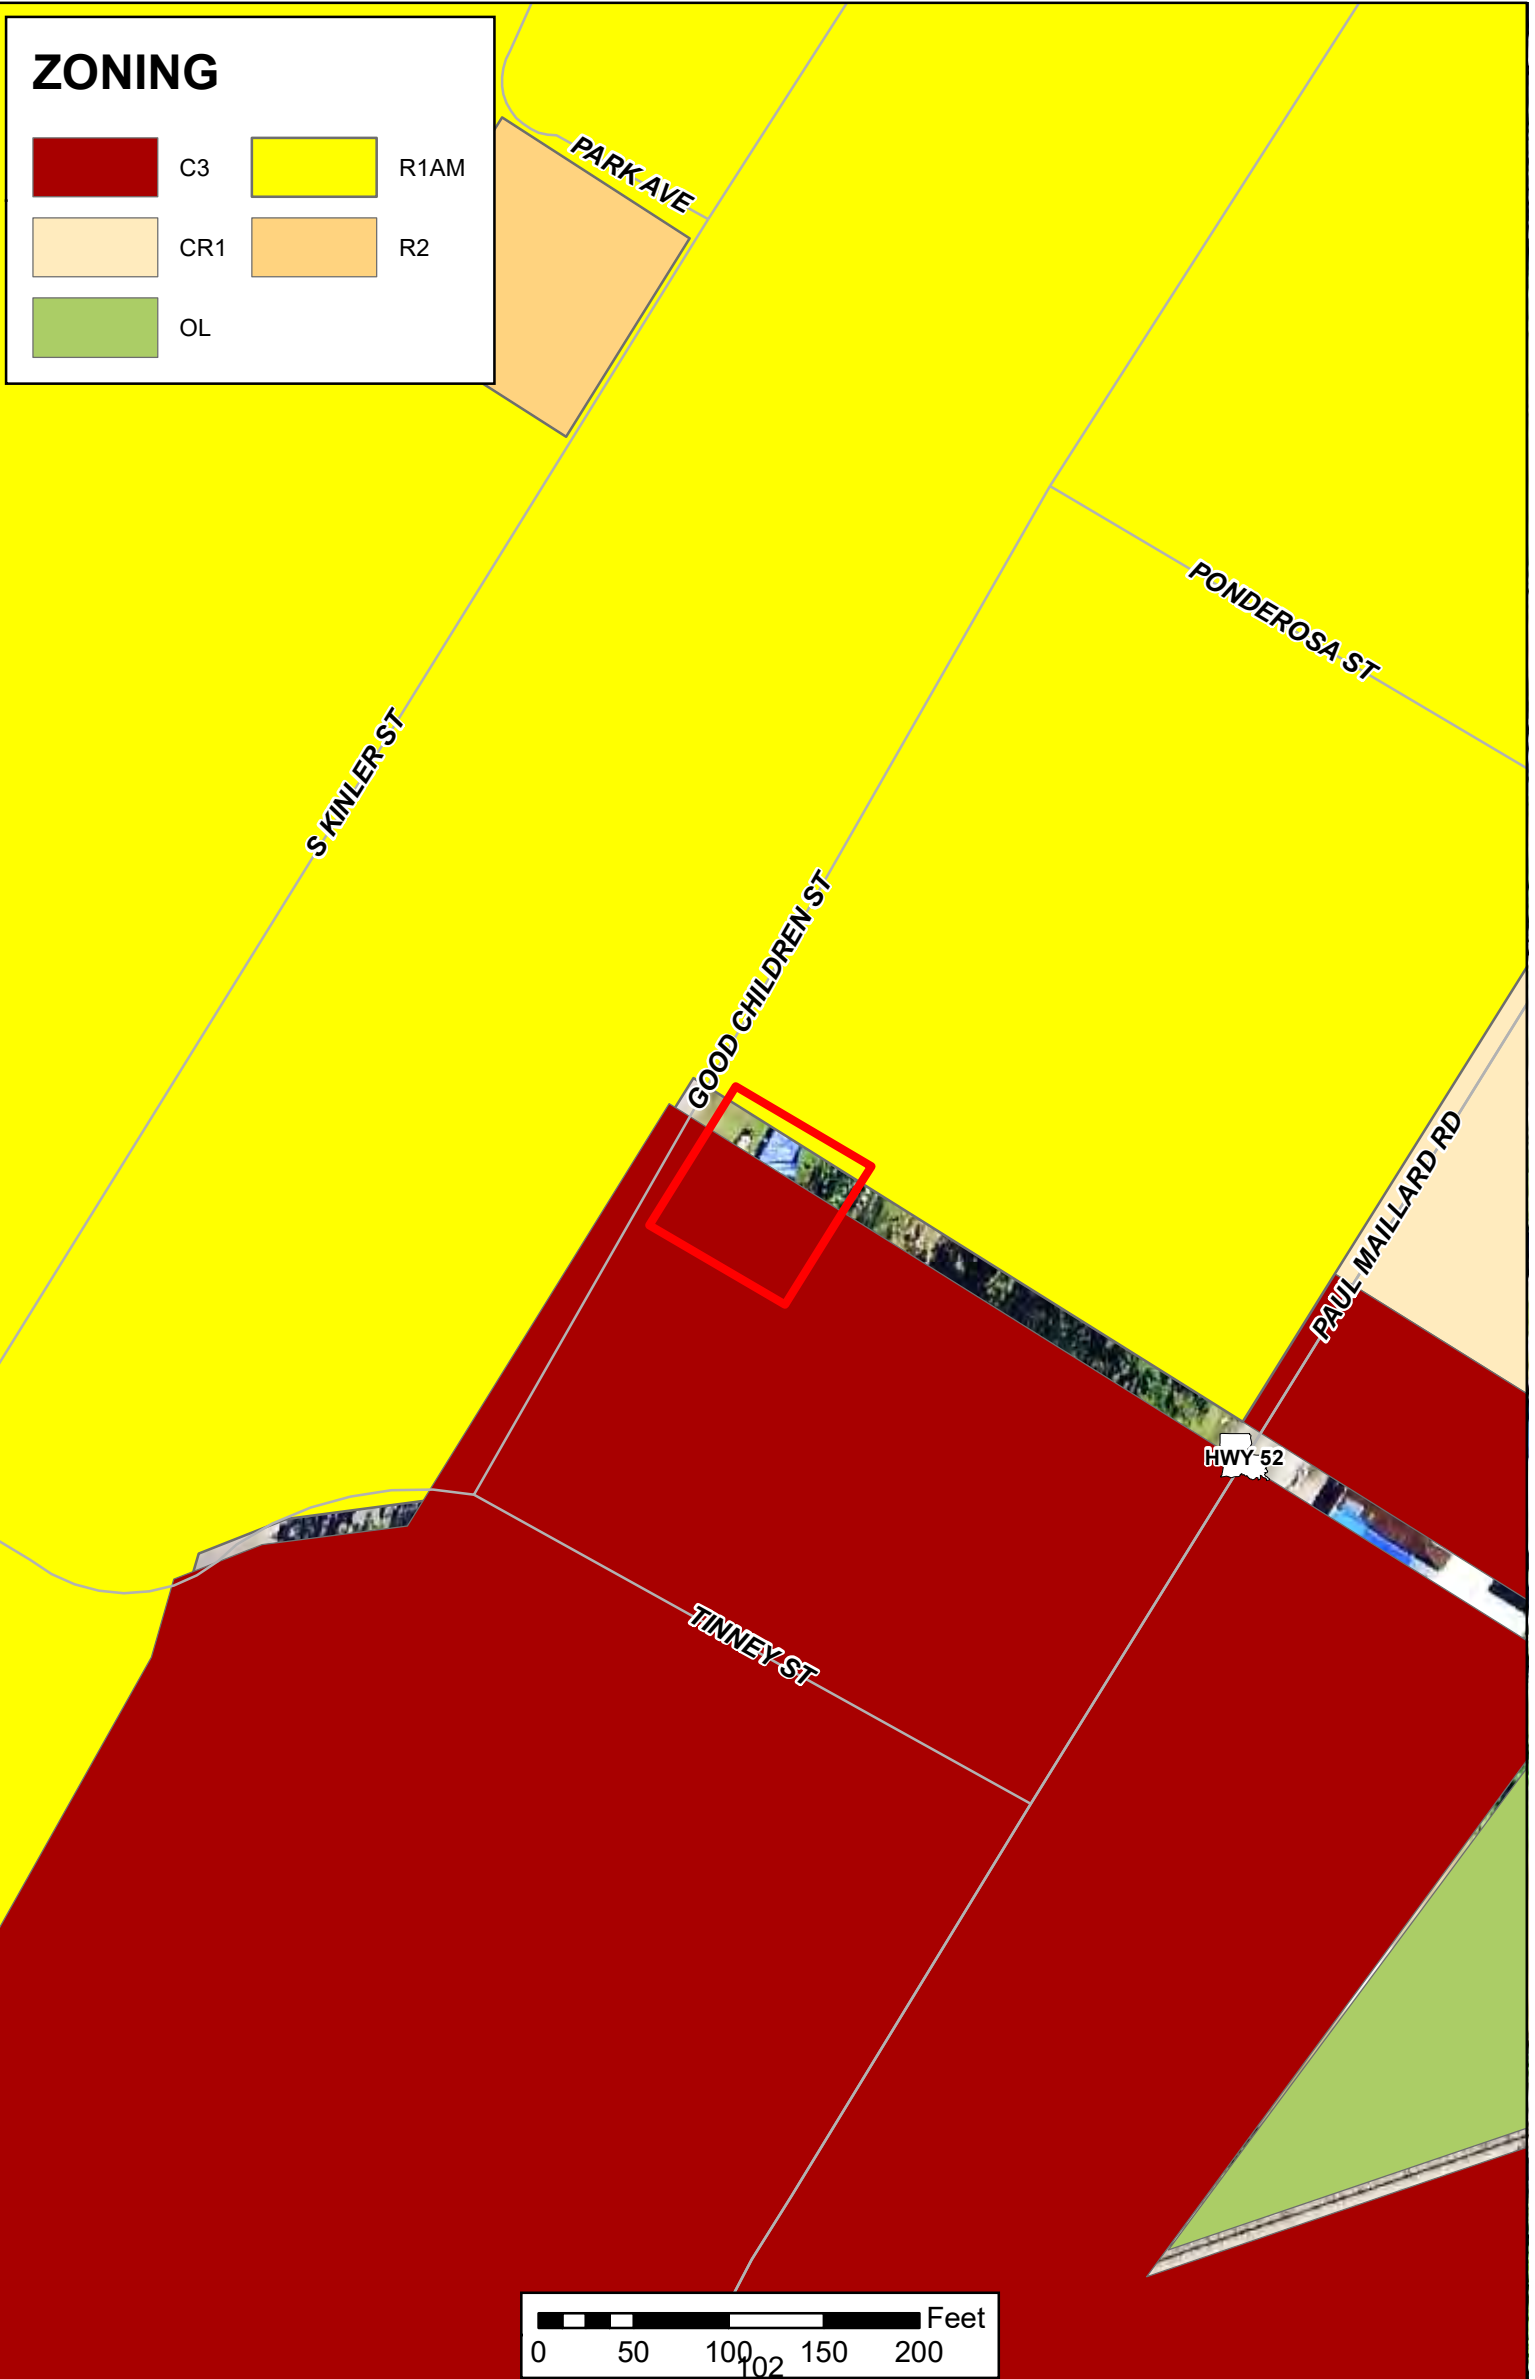 ZONING
C3
R1AM
CR1
R2
OL
PARK AVE
PONDEROSA ST
S KINLER ST
GOOD CHILDREN ST
PAUL MAILLARD RD
HWY 52
TINNEY ST
Feet
0 50 100 150 200
102